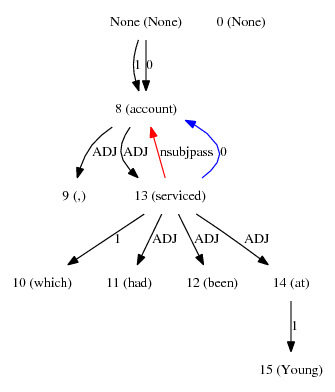 None (None) 0 (None)
1 0
8 (account)
ADJ ADJ nsubjpass 0
9 (,) 13 (serviced)
1 ADJ ADJ ADJ
10 (which) 11 (had) 12 (been) 14 (at)
1
15 (Young)